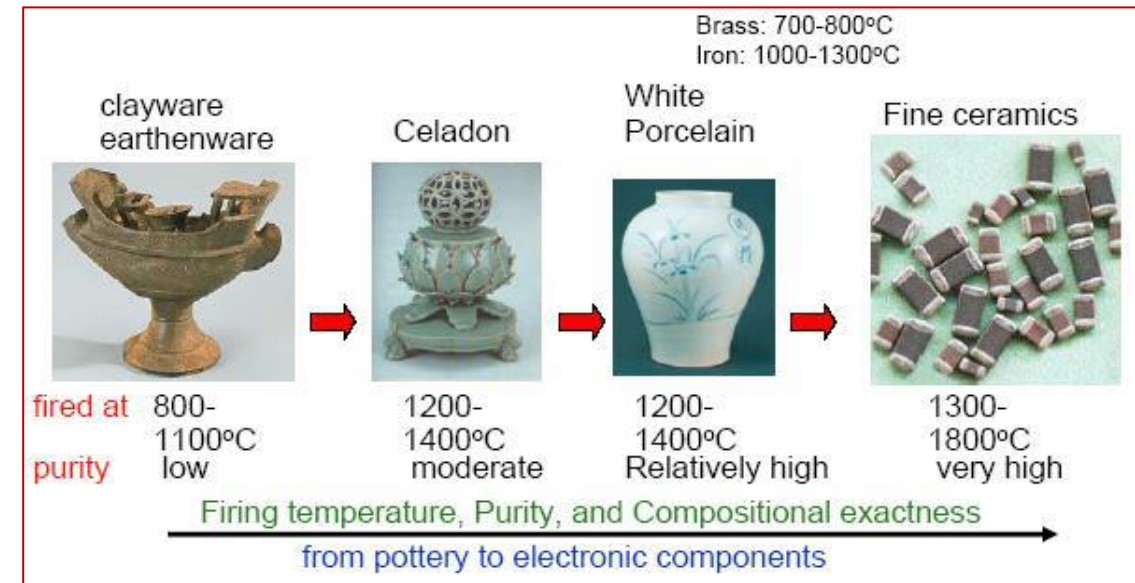 Brass: 700-800ºC
Iron: 1000-1300ºC
clayware
earthenware
Celadon
White
Porcelain
Fine ceramics
fired at 800-
1100ºC
1200-
1400ºC
1200-
1400ºC
1300-
1800ºC
purity low moderate Relatively high very high
Firing temperature, Purity, and Compositional exactness
from pottery to electronic components